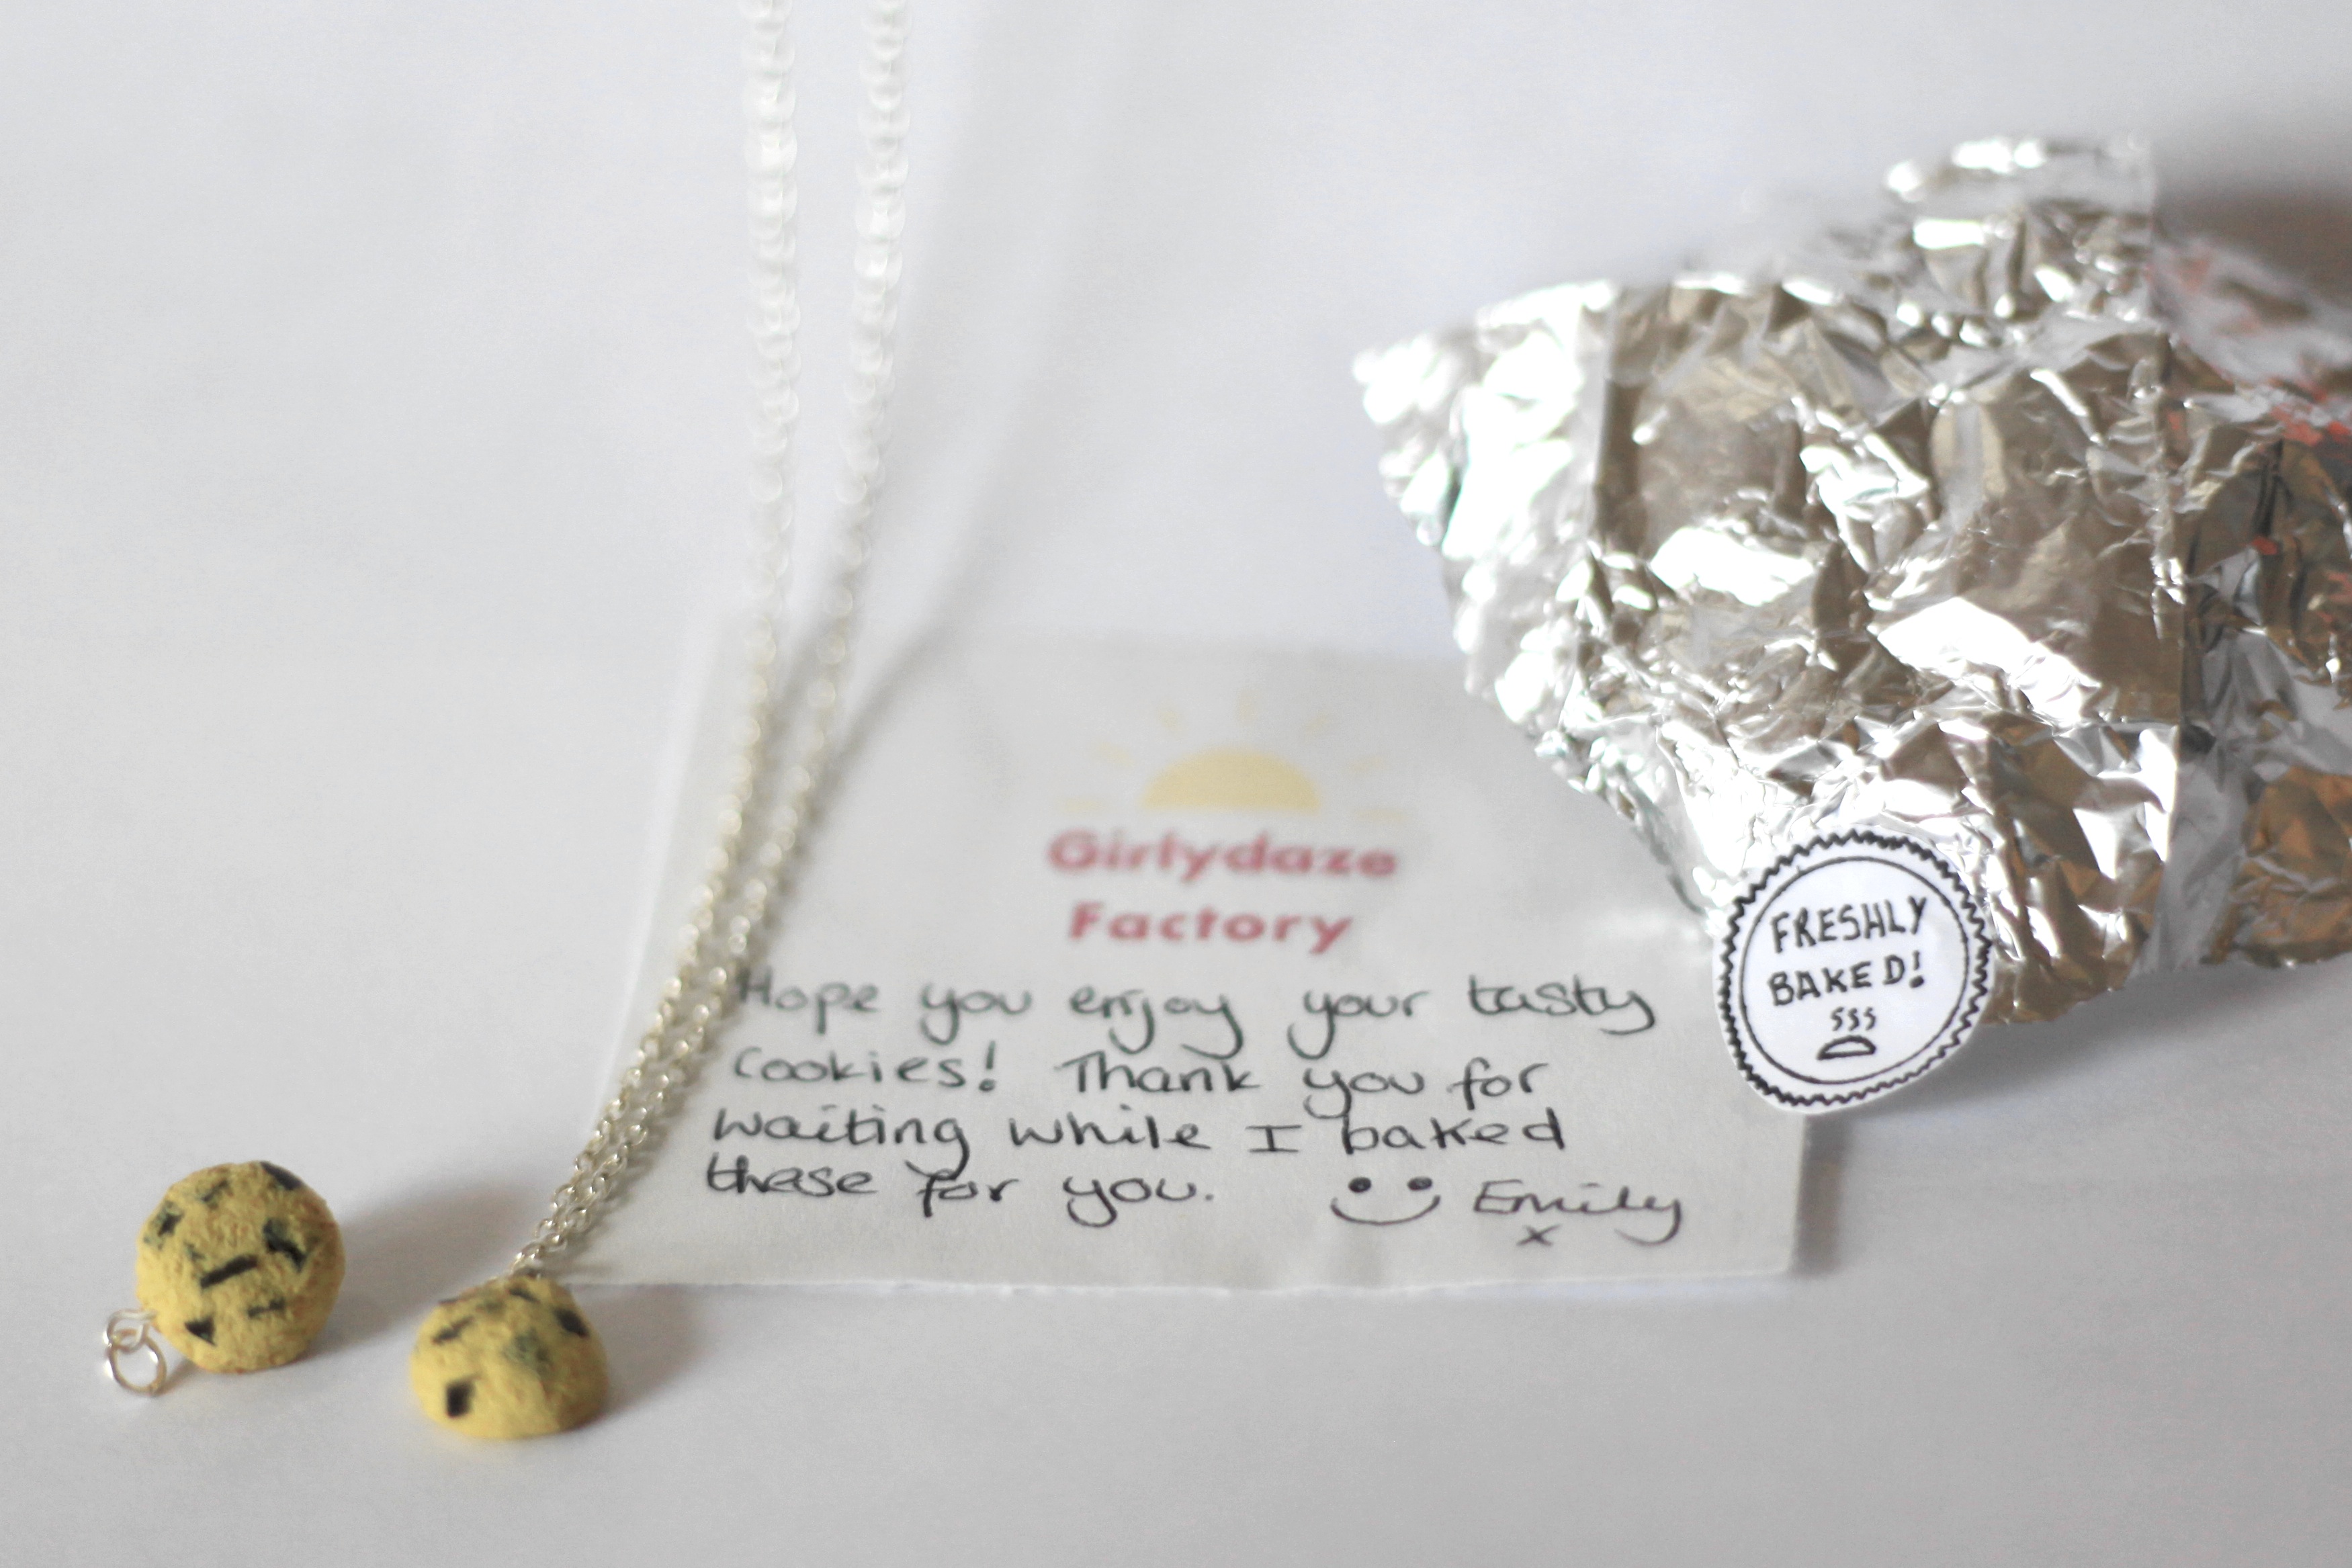 Girlydaze
Factory
Hope you enjoy your tasty
Cookies! Thank you for
waiting while I baked
these for you. Emily
x
FRESHLY
BAKED!